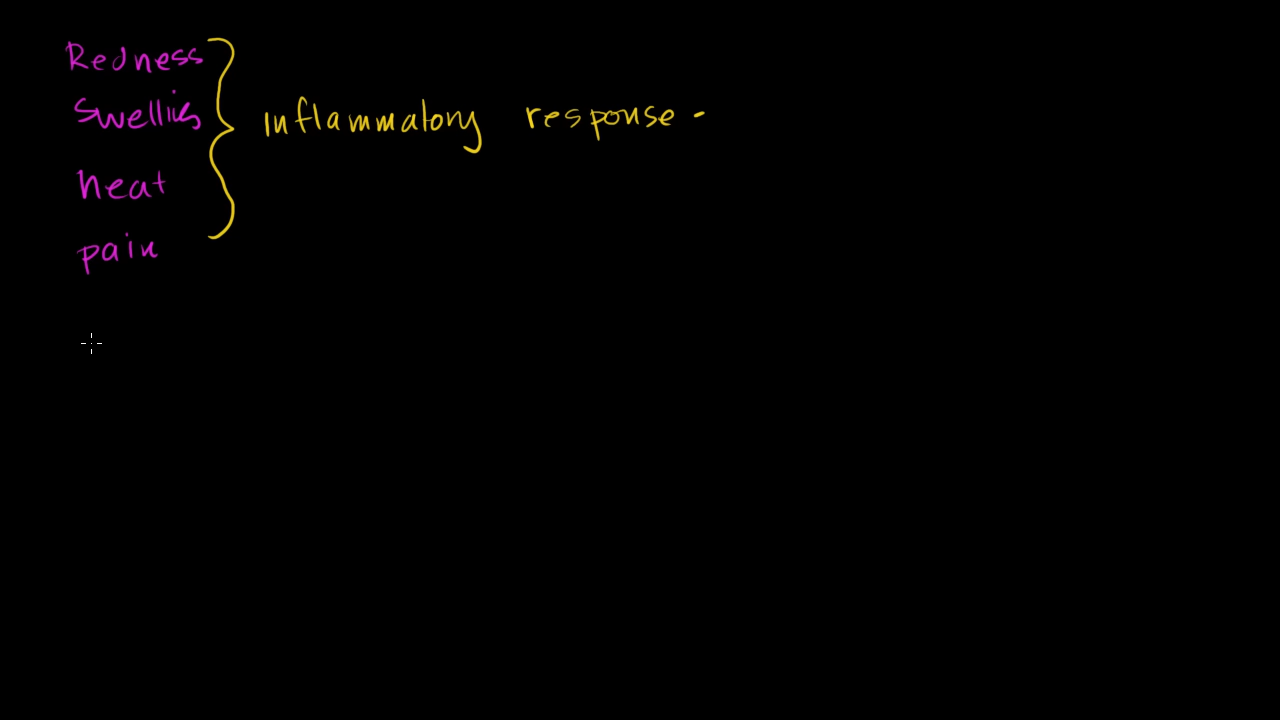 Redness
Swelling
heat
pain
Inflammatory response -